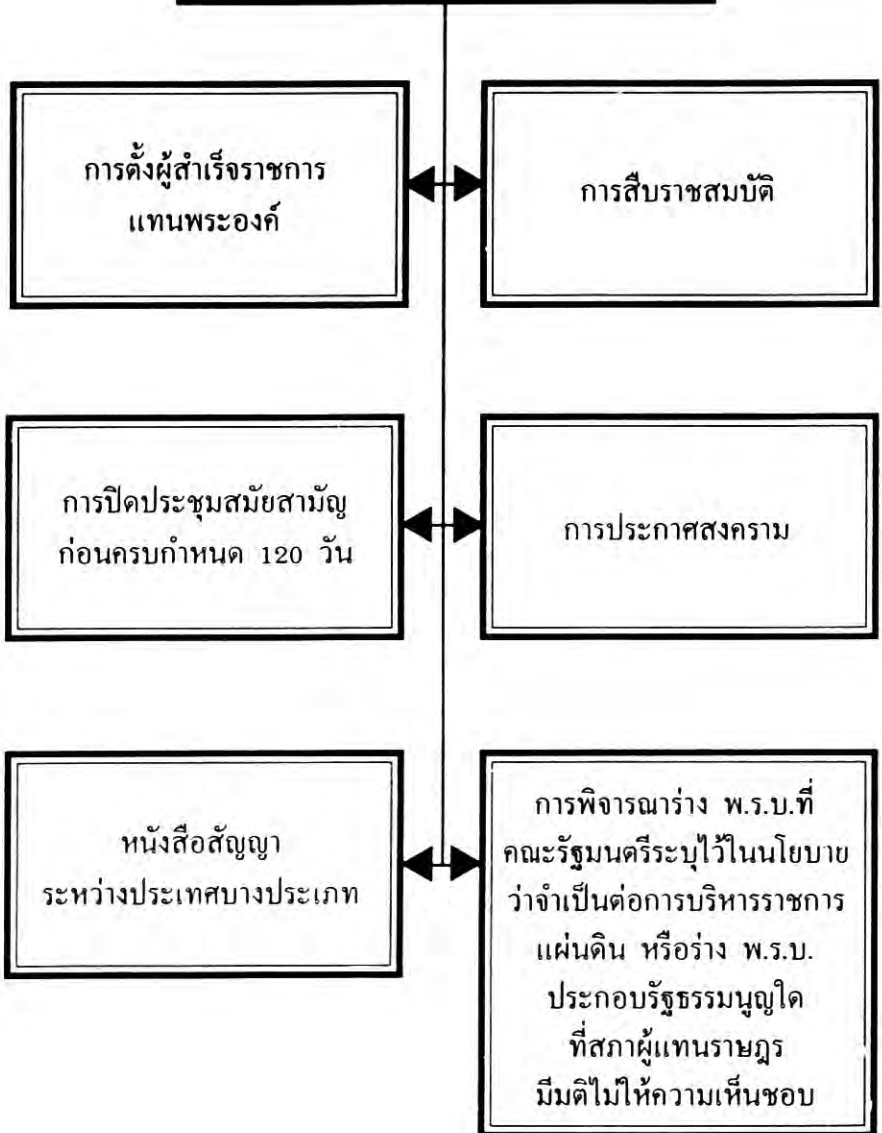 การตั้งผู้สำเร็จราชการ
แทนพระองค์
การสืบราชสมบัติ
การปิดประชุมสมัยสามัญ
ก่อนครบกำหนด 120 วัน
การประกาศสงคราม
หนังสือสัญญา
ระหว่างประเทศบางประเภท
การพิจารณาร่าง พ.ร.บ.ที่
คณะรัฐมนตรีระบุไว้ในนโยบาย
ว่าจำเป็นต่อการบริหารราชการ
แผ่นดิน หรือร่าง พ.ร.บ.
ประกอบรัฐธรรมนูญใด
ที่สภาผู้แทนราษฎร
มีมติไม่ให้ความเห็นชอบ